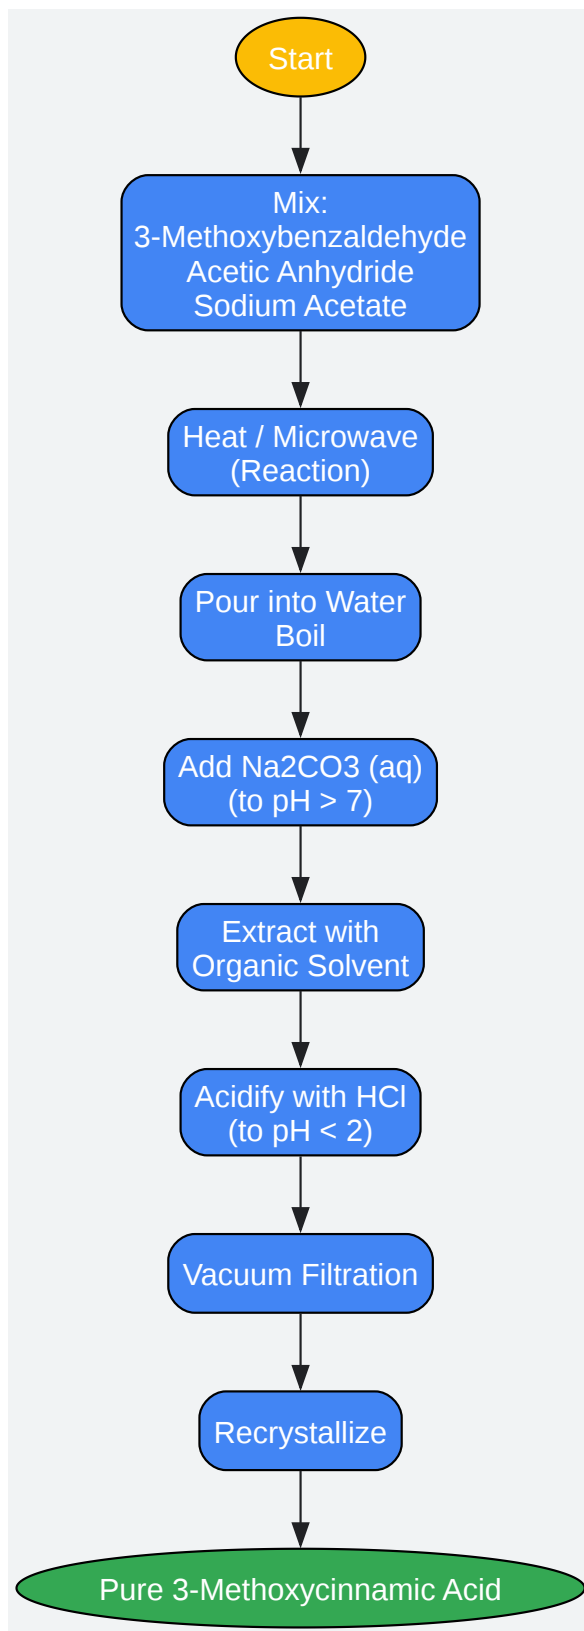 Start
Mix:
3-Methoxybenzaldehyde
Acetic Anhydride
Sodium Acetate
Heat / Microwave
(Reaction)
Pour into Water
Boil
Add Na2CO3 (aq)
(to pH > 7)
Extract with
Organic Solvent
Acidify with HCl
(to pH < 2)
Vacuum Filtration
Recrystallize
Pure 3-Methoxycinnamic Acid